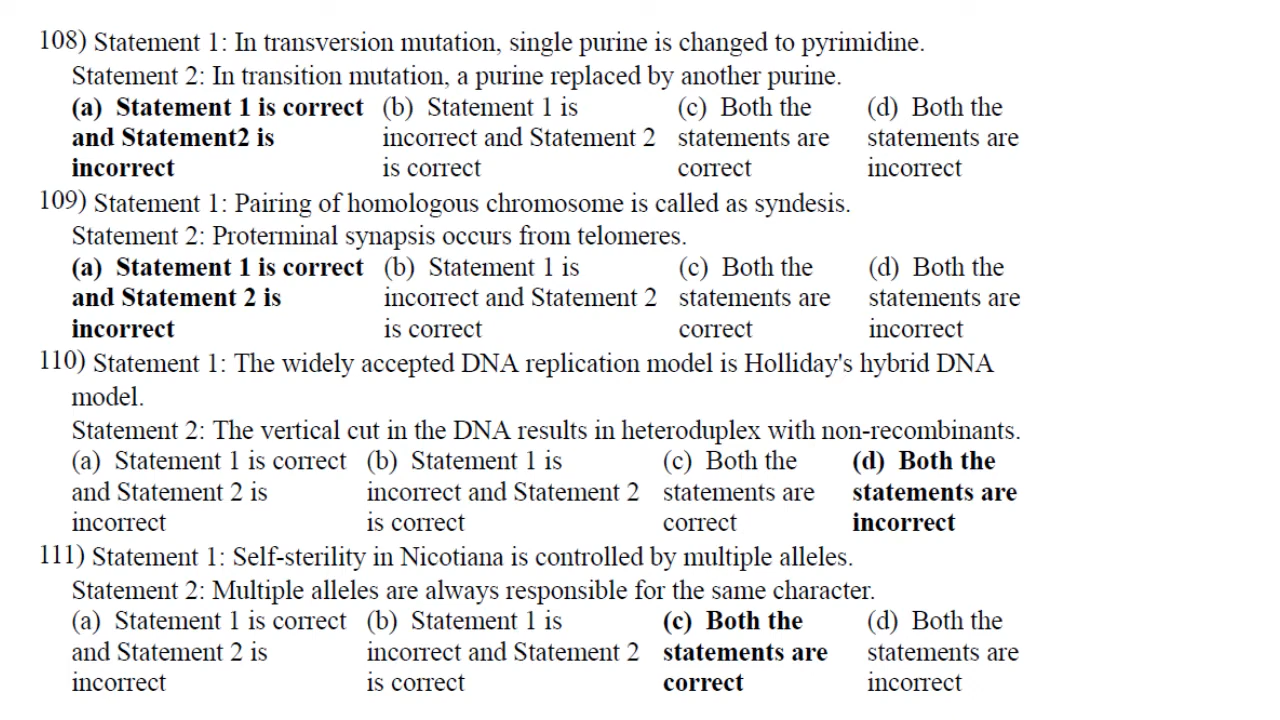 108) Statement 1: In transversion mutation, single purine is changed to pyrimidine.
Statement 2: In transition mutation, a purine replaced by another purine.
(a) Statement 1 is correct (b) Statement 1 is (c) Both the (d) Both the
and Statement2 is incorrect and Statement 2 statements are statements are
incorrect is correct correct incorrect
109) Statement 1: Pairing of homologous chromosome is called as syndesis.
Statement 2: Proterminal synapsis occurs from telomeres.
(a) Statement 1 is correct (b) Statement 1 is (c) Both the (d) Both the
and Statement 2 is incorrect and Statement 2 statements are statements are
incorrect is correct correct incorrect
110) Statement 1: The widely accepted DNA replication model is Holliday's hybrid DNA
model.
Statement 2: The vertical cut in the DNA results in heteroduplex with non-recombinants.
(a) Statement 1 is correct (b) Statement 1 is (c) Both the (d) Both the
and Statement 2 is incorrect and Statement 2 statements are statements are
incorrect is correct correct incorrect
111) Statement 1: Self-sterility in Nicotiana is controlled by multiple alleles.
Statement 2: Multiple alleles are always responsible for the same character.
(a) Statement 1 is correct (b) Statement 1 is (c) Both the (d) Both the
and Statement 2 is incorrect and Statement 2 statements are statements are
incorrect is correct correct incorrect